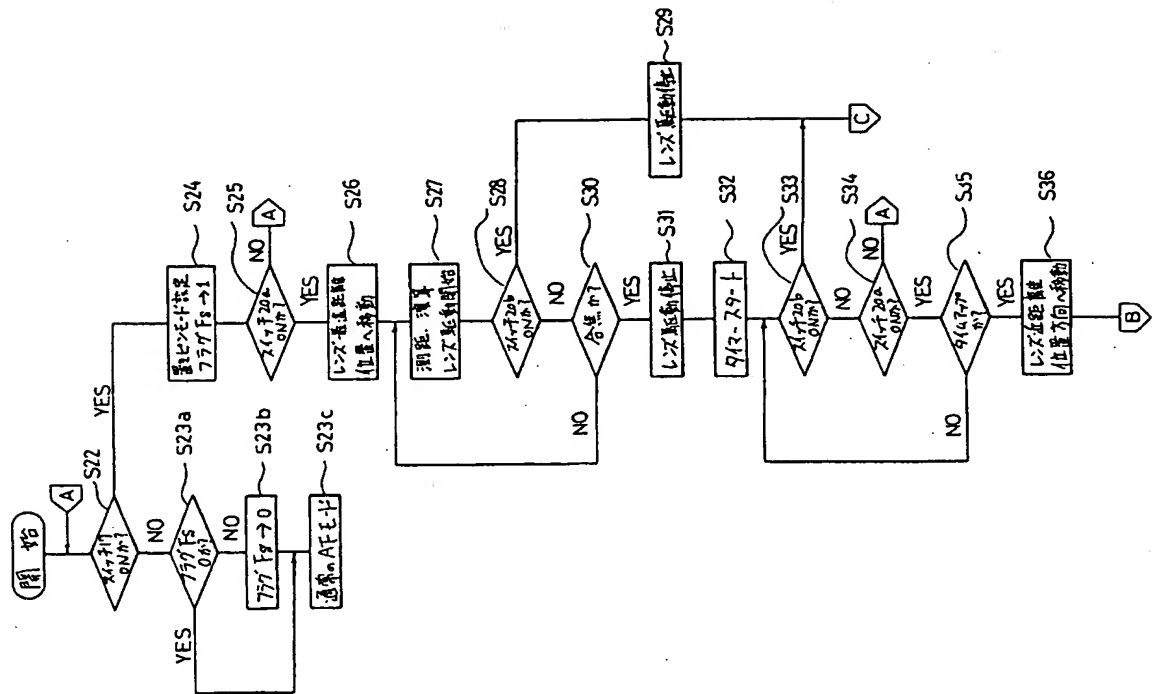 開始
A
S22
スイッチ17
ONか?
YES
NO
S23a
フラグFs
0か?
YES
NO
S23b
フラグFs→0
S23c
通常のAFモード
S24
置きピンモード設定
フラグFs→1
S25
スイッチ20a
ONか?
NO
A
YES
S26
レンズ最近距離
位置へ移動
S27
測距、演算
レンズ駆動開始
S28
スイッチ20b
ONか?
YES
S29
レンズ駆動停止
NO
S30
合焦か?
NO
YES
S31
レンズ駆動停止
S32
タイマースタート
S33
スイッチ20b
ONか?
YES
C
NO
S34
スイッチ20a
ONか?
NO
A
YES
S35
タイムアップ
か?
NO
YES
S36
レンズ近距離
位置方向へ移動
B